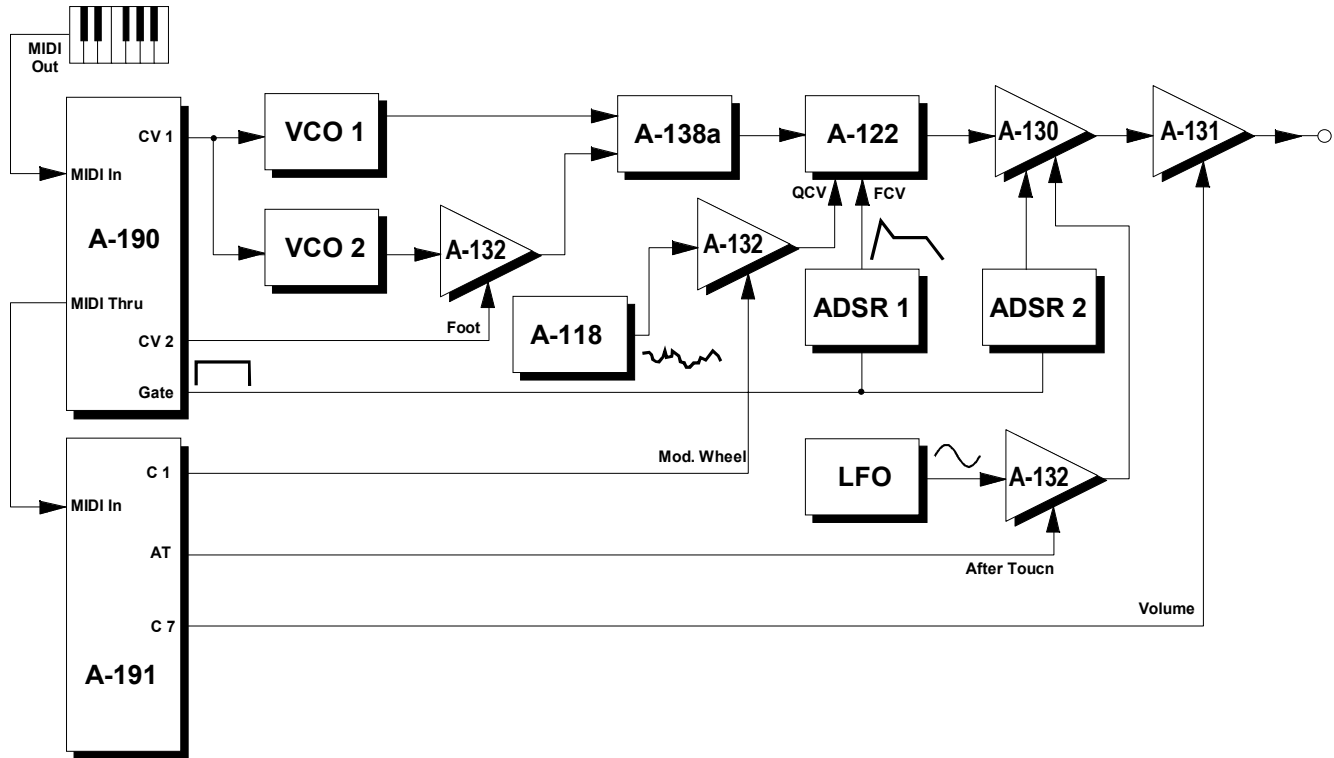 MIDI
Out
CV 1
VCO 1
A-138a
A-122
A-130
A-131
MIDI In
QCV
FCV
A-190
VCO 2
A-132
A-132
MIDI Thru
ADSR 1
ADSR 2
Foot
A-118
CV 2
Gate
C 1
Mod. Wheel
LFO
A-132
MIDI In
AT
After Toucn
Volume
C 7
A-191